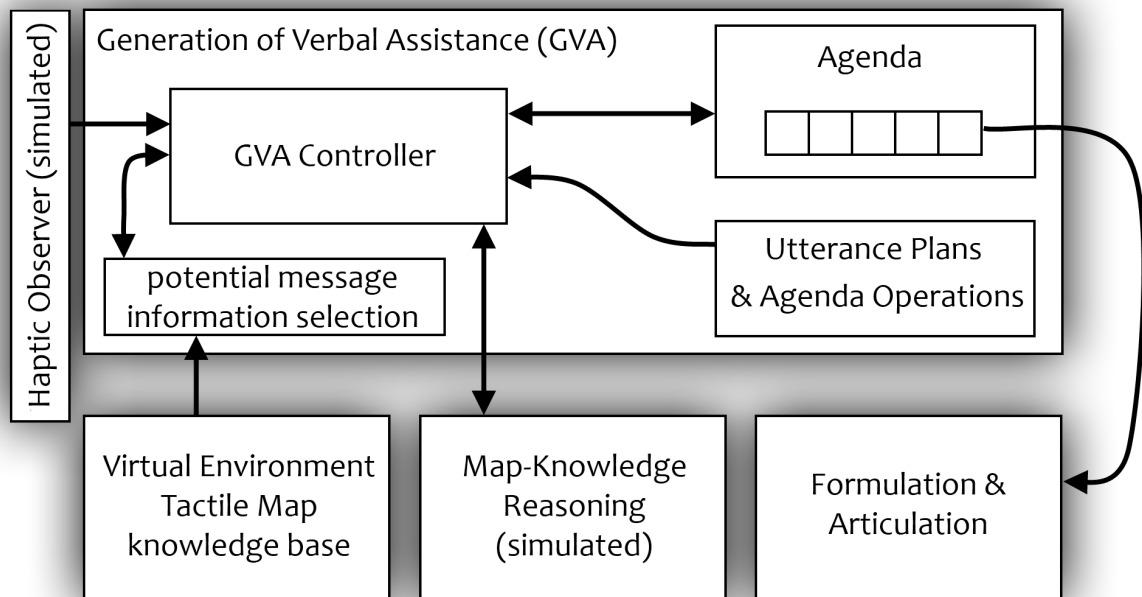 Haptic Observer (simulated)
Generation of Verbal Assistance (GVA)
Agenda
GVA Controller
Utterance Plans
& Agenda Operations
potential message
information selection
Virtual Environment
Tactile Map
knowledge base
Map-Knowledge
Reasoning
(simulated)
Formulation &
Articulation